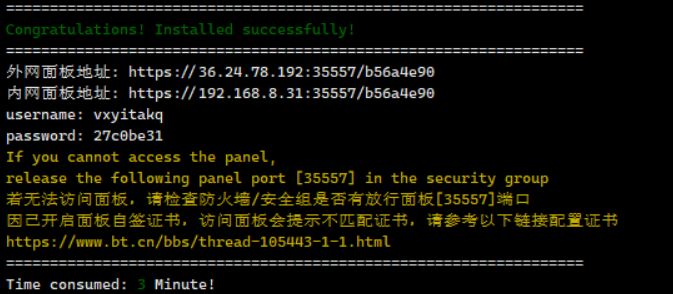 ==================================================================
Congratulations! Installed successfully!
==================================================================
外网面板地址: https://36.24.78.192:35557/b56a4e90
内网面板地址: https://192.168.8.31:35557/b56a4e90
username: vxyitakq
password: 27c0be31
If you cannot access the panel,
release the following panel port [35557] in the security group
若无法访问面板，请检查防火墙/安全组是否有放行面板[35557]端口
因已开启面板自签证书，访问面板会提示不匹配证书，请参考以下链接配置证书
https://www.bt.cn/bbs/thread-105443-1-1.html
==================================================================
Time consumed: 3 Minute!